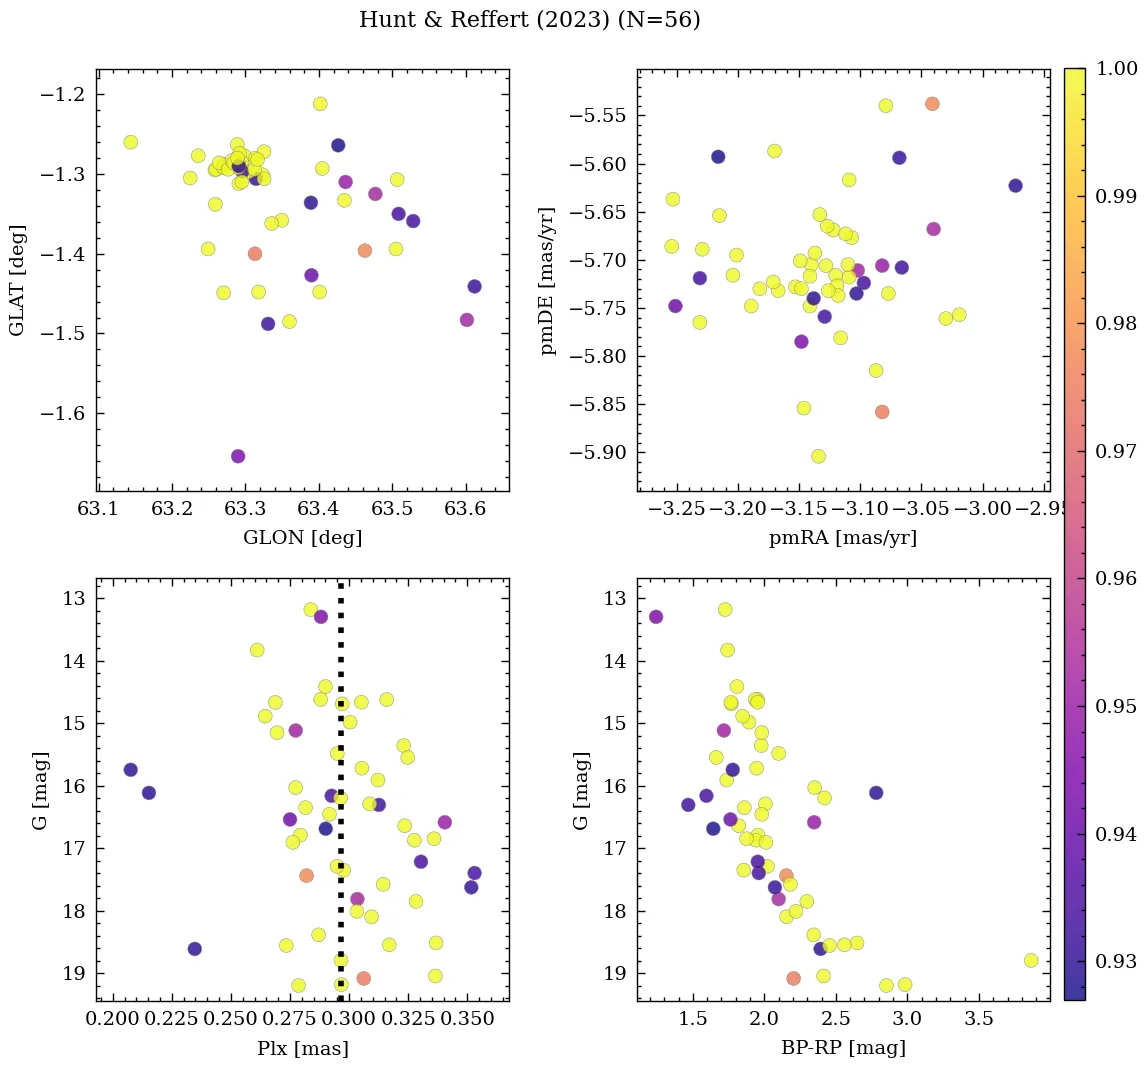 Hunt & Reffert (2023) (N=56)
−1.2
−1.3
−1.4
−1.5
−1.6
GLAT [deg]
63.1 63.2 63.3 63.4 63.5 63.6
GLON [deg]
−5.55
−5.60
−5.65
−5.70
−5.75
−5.80
−5.85
−5.90
pmDE [mas/yr]
−3.25 −3.20 −3.15 −3.10 −3.05 −3.00 −2.95
pmRA [mas/yr]
13
14
15
16
17
18
19
G [mag]
0.200 0.225 0.250 0.275 0.300 0.325 0.350
Plx [mas]
13
14
15
16
17
18
19
G [mag]
1.5 2.0 2.5 3.0 3.5
BP-RP [mag]
1.00
0.99
0.98
0.97
0.96
0.95
0.94
0.93